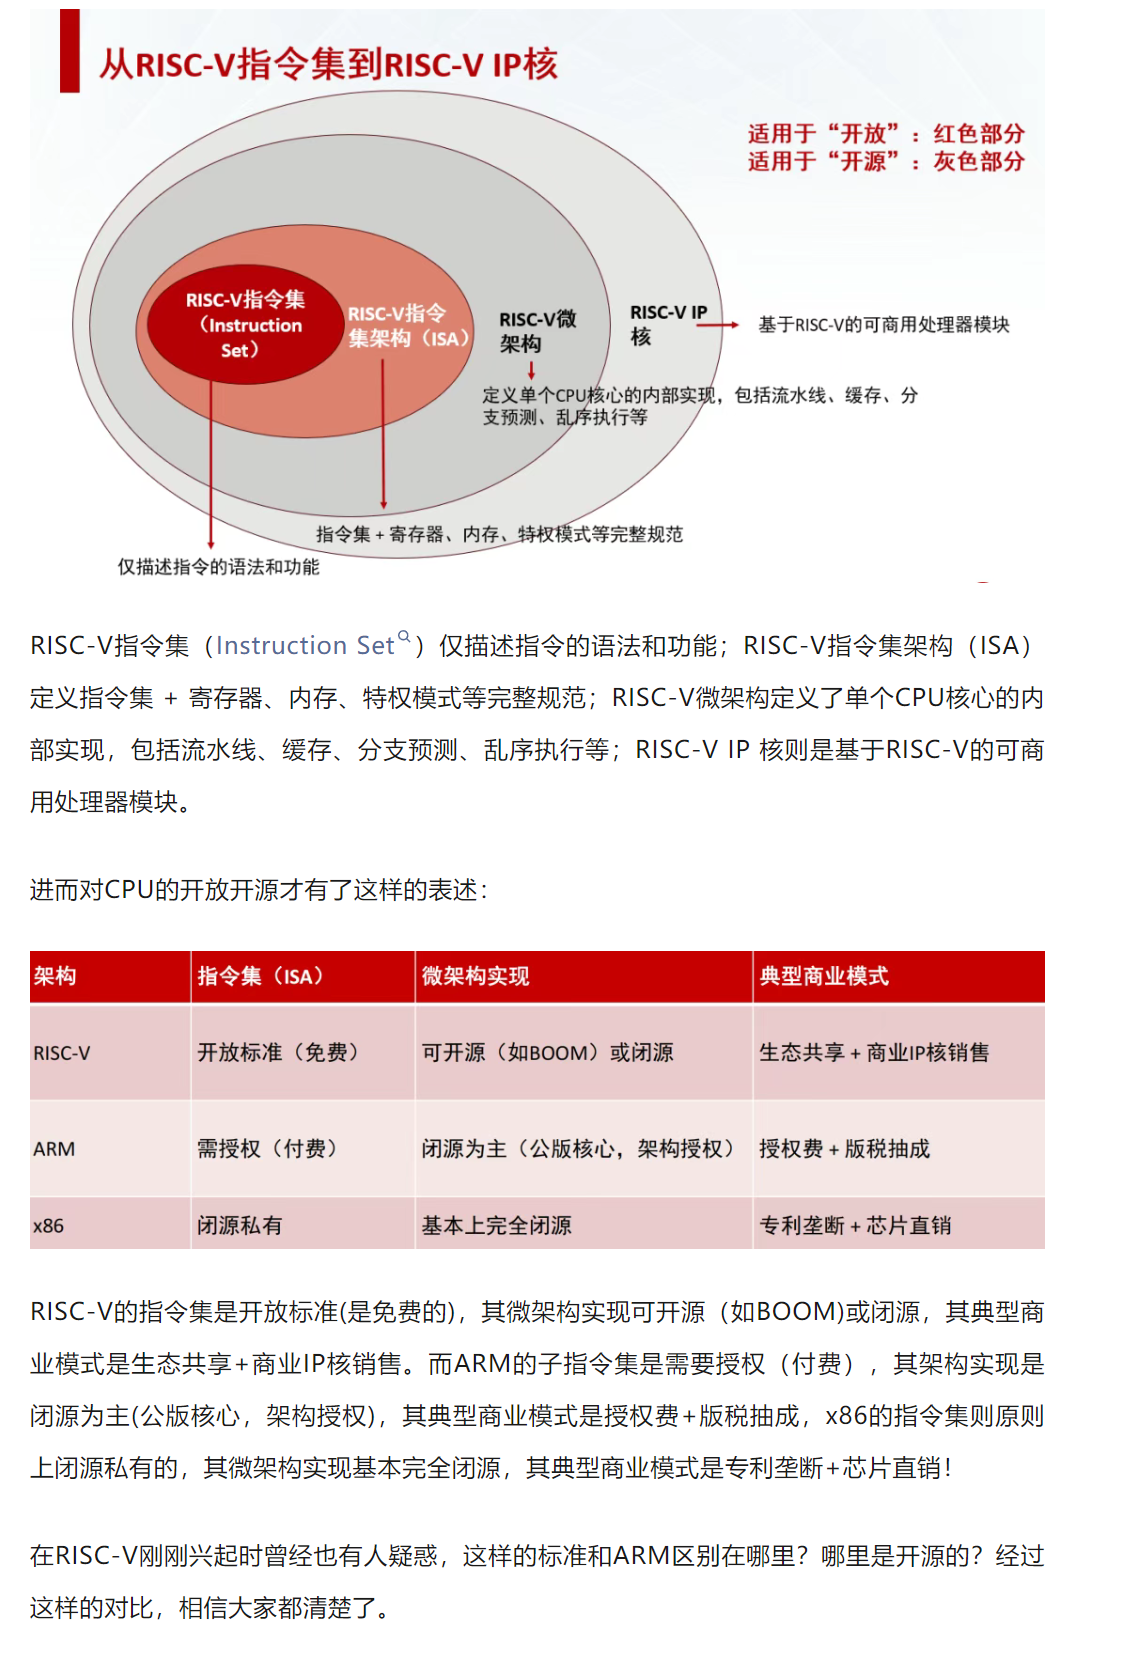 从RISC-V指令集到RISC-V IP核
适用于“开放”：红色部分
适用于“开源”：灰色部分
RISC-V指令集
（Instruction
Set）
RISC-V指令
集架构（ISA）
RISC-V微
架构
RISC-V IP
核
基于RISC-V的可商用处理器模块
定义单个CPU核心的内部实现，包括流水线、缓存、分
支预测、乱序执行等
指令集 + 寄存器、内存、特权模式等完整规范
仅描述指令的语法和功能
RISC-V指令集（Instruction Set）仅描述指令的语法和功能；RISC-V指令集架构（ISA）
定义指令集 + 寄存器、内存、特权模式等完整规范；RISC-V微架构定义了单个CPU核心的内
部实现，包括流水线、缓存、分支预测、乱序执行等；RISC-V IP 核则是基于RISC-V的可商
用处理器模块。
进而对CPU的开放开源才有了这样的表述：
架构 指令集（ISA） 微架构实现 典型商业模式
RISC-V 开放标准（免费） 可开源（如BOOM）或闭源 生态共享 + 商业IP核销售
ARM 需授权（付费） 闭源为主（公版核心，架构授权） 授权费 + 版税抽成
x86 闭源私有 基本上完全闭源 专利垄断 + 芯片直销
RISC-V的指令集是开放标准(是免费的)，其微架构实现可开源（如BOOM)或闭源，其典型商
业模式是生态共享+商业IP核销售。而ARM的子指令集是需要授权（付费），其架构实现是
闭源为主(公版核心，架构授权)，其典型商业模式是授权费+版税抽成，x86的指令集则原则
上闭源私有的，其微架构实现基本完全闭源，其典型商业模式是专利垄断+芯片直销！
在RISC-V刚刚兴起时曾经也有人疑惑，这样的标准和ARM区别在哪里？哪里是开源的？经过
这样的对比，相信大家都清楚了。